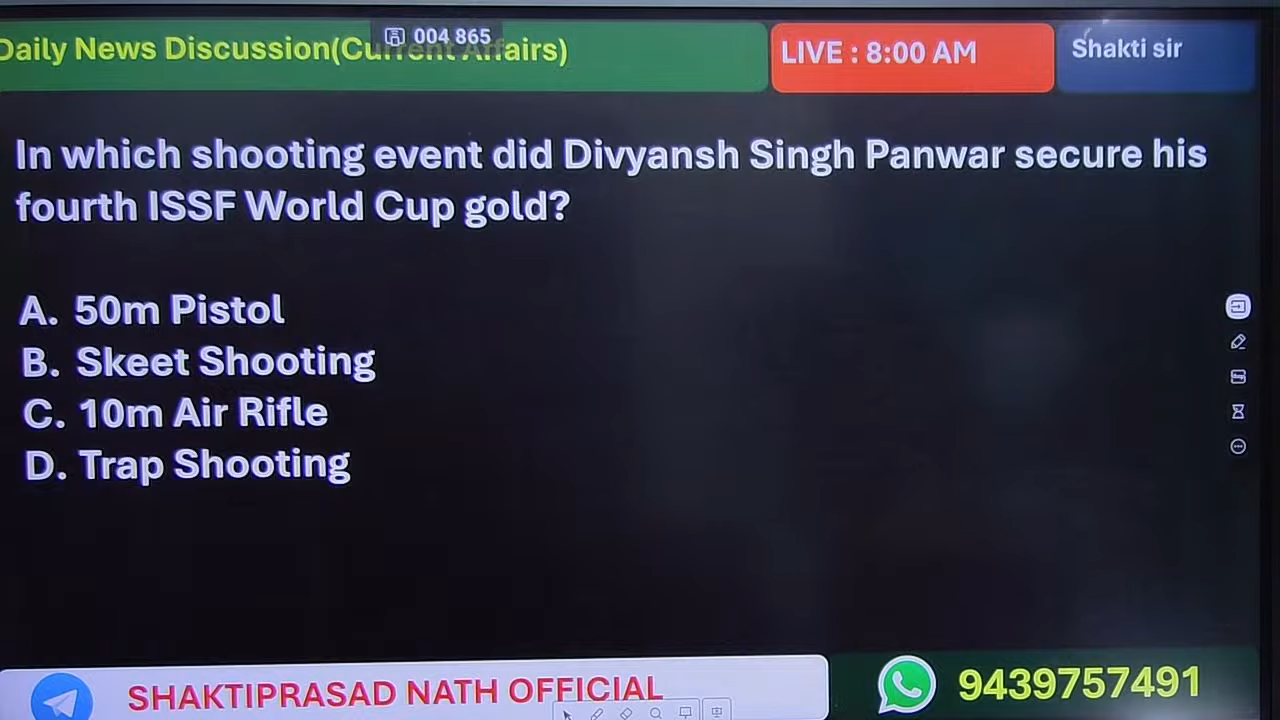 004 865
Daily News Discussion(Current Affairs)
LIVE : 8:00 AM
Shakti sir
In which shooting event did Divyansh Singh Panwar secure his
fourth ISSF World Cup gold?
A. 50m Pistol
B. Skeet Shooting
C. 10m Air Rifle
D. Trap Shooting
SHAKTIPRASAD NATH OFFICIAL
9439757491